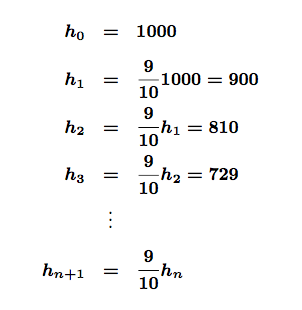 h₀ = 1000
h₁ = 9/10 1000 = 900
h₂ = 9/10 h₁ = 810
h₃ = 9/10 h₂ = 729
⋮
hₙ₊₁ = 9/10 hₙ